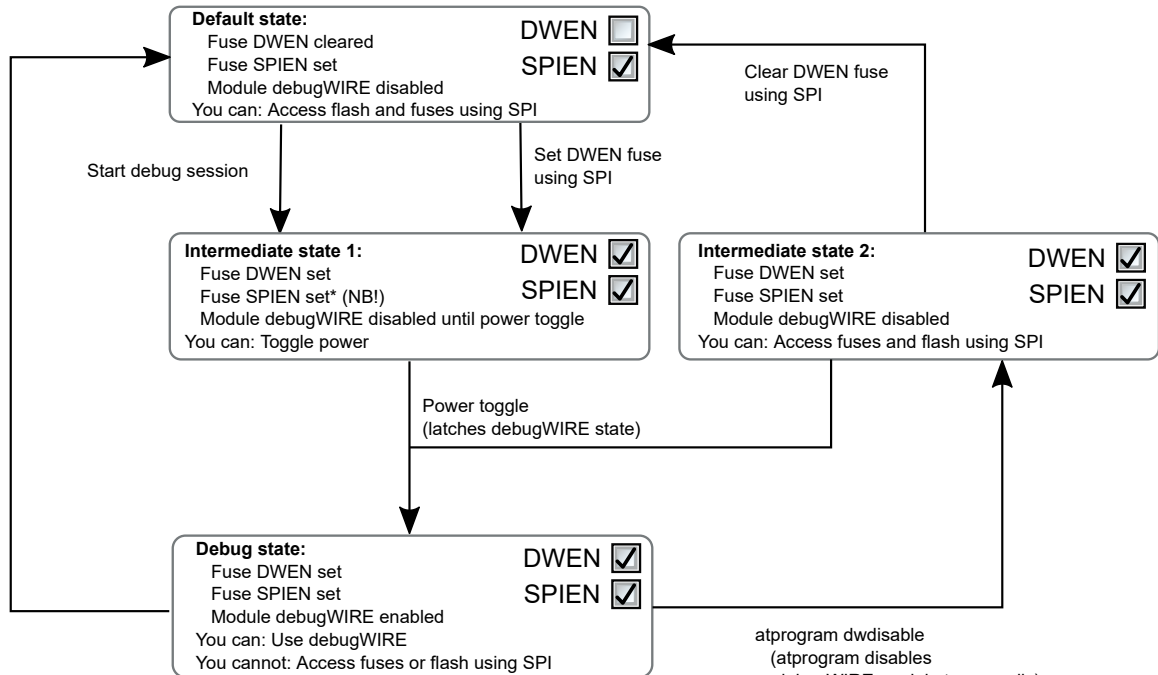 Default state:
Fuse DWEN cleared
Fuse SPIEN set
Module debugWIRE disabled
You can: Access flash and fuses using SPI
DWEN
SPIEN
Clear DWEN fuse
using SPI
Start debug session
Set DWEN fuse
using SPI
Intermediate state 1:
Fuse DWEN set
Fuse SPIEN set* (NB!)
Module debugWIRE disabled until power toggle
You can: Toggle power
DWEN
SPIEN
Intermediate state 2:
Fuse DWEN set
Fuse SPIEN set
Module debugWIRE disabled
You can: Access fuses and flash using SPI
DWEN
SPIEN
Power toggle
(latches debugWIRE state)
Debug state:
Fuse DWEN set
Fuse SPIEN set
Module debugWIRE enabled
You can: Use debugWIRE
You cannot: Access fuses or flash using SPI
DWEN
SPIEN
atprogram dwdisable
(atprogram disables